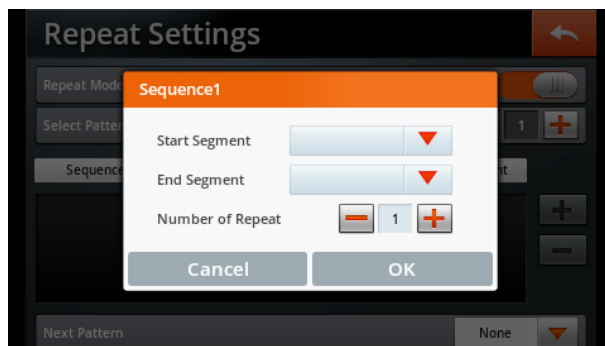 Repeat Settings
Repeat Mode
Sequence1
Select Patter 1
Start Segment
Sequence nt
End Segment
Number of Repeat 1
Cancel OK
Next Pattern None